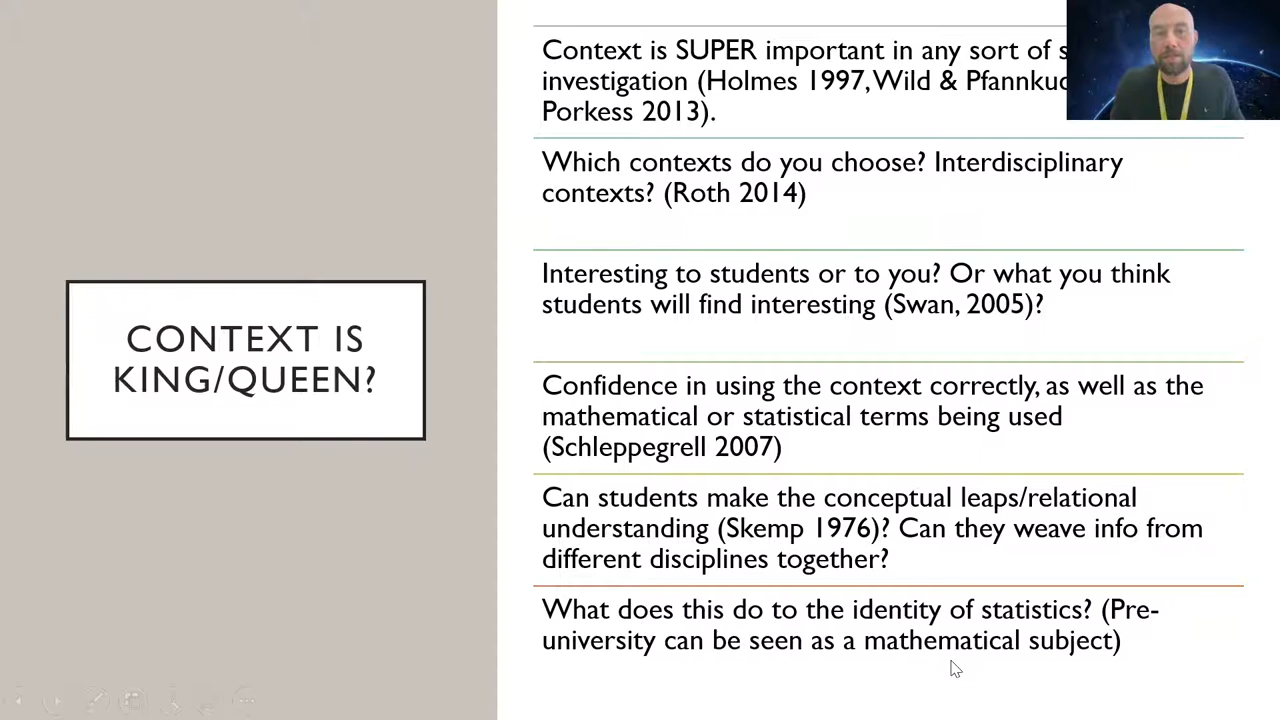 CONTEXT IS
KING/QUEEN?
Context is SUPER important in any sort of
investigation (Holmes 1997, Wild &
Porkess 2013).
Which contexts do you choose? Interdisciplinary
contexts? (Roth 2014)
Interesting to students or to you? Or what you think
students will find interesting (Swan, 2005)?
Confidence in using the context correctly, as well as the
mathematical or statistical terms being used
(Schleppegrell 2007)
Can students make the conceptual leaps/relational
understanding (Skemp 1976)? Can they weave info from
different disciplines together?
What does this do to the identity of statistics? (Pre-
university can be seen as a mathematical subject)